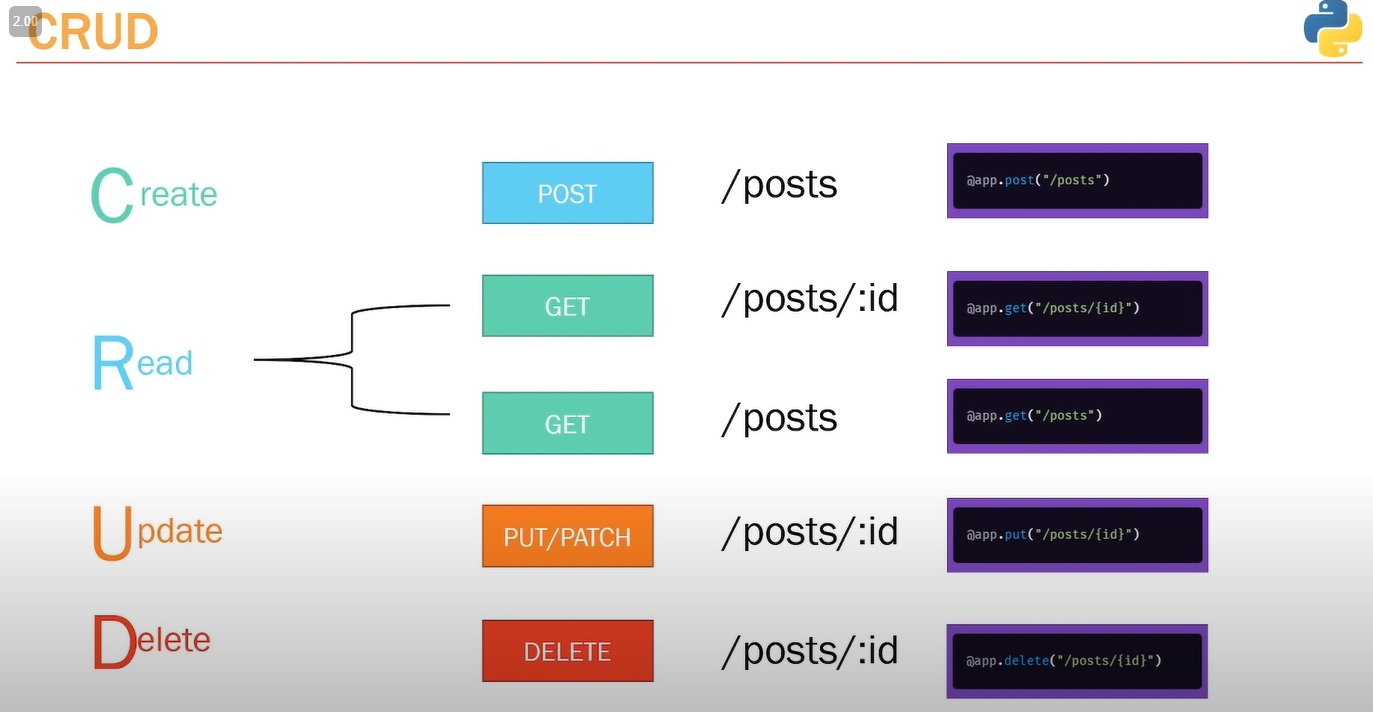 2.00
CRUD
Create
POST
/posts
@app.post("/posts")
Read
GET
/posts/:id
@app.get("/posts/{id}")
GET
/posts
@app.get("/posts")
Update
PUT/PATCH
/posts/:id
@app.put("/posts/{id}")
Delete
DELETE
/posts/:id
@app.delete("/posts/{id}")